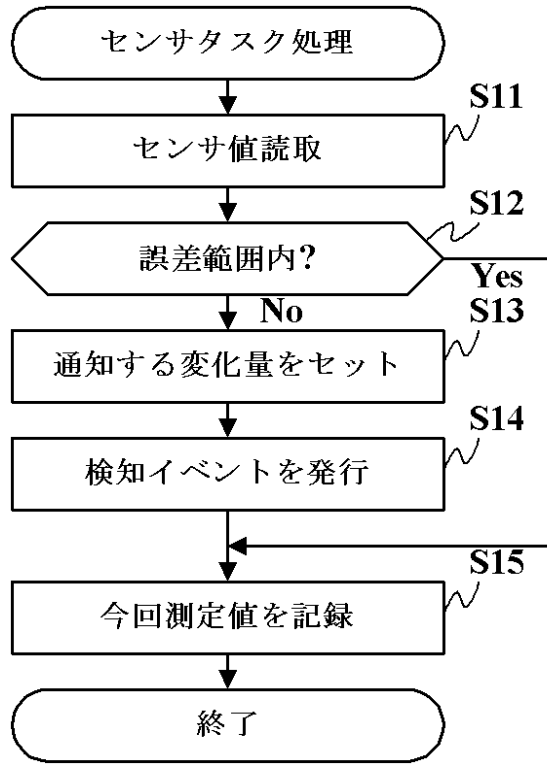 センサタスク処理
S11
センサ値読取
S12
誤差範囲内?
Yes
No
S13
通知する変化量をセット
S14
検知イベントを発行
S15
今回測定値を記録
終了